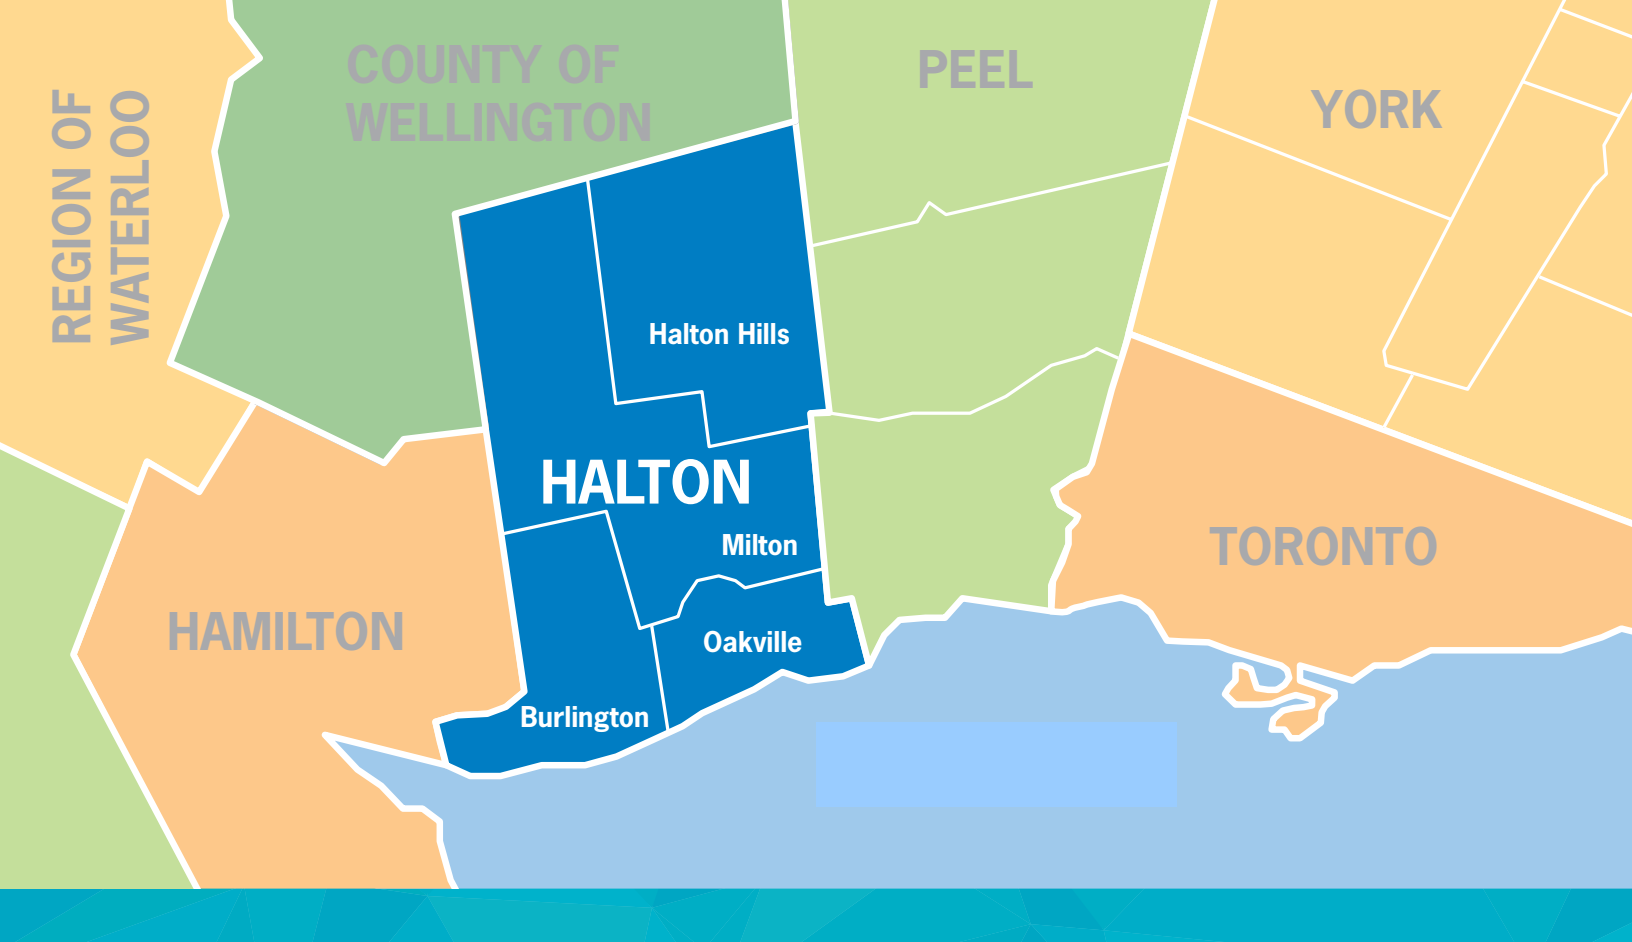 COUNTY OF
WELLINGTON
PEEL
YORK
REGION OF
WATERLOO
Halton Hills
HALTON
Milton
TORONTO
HAMILTON
Oakville
Burlington